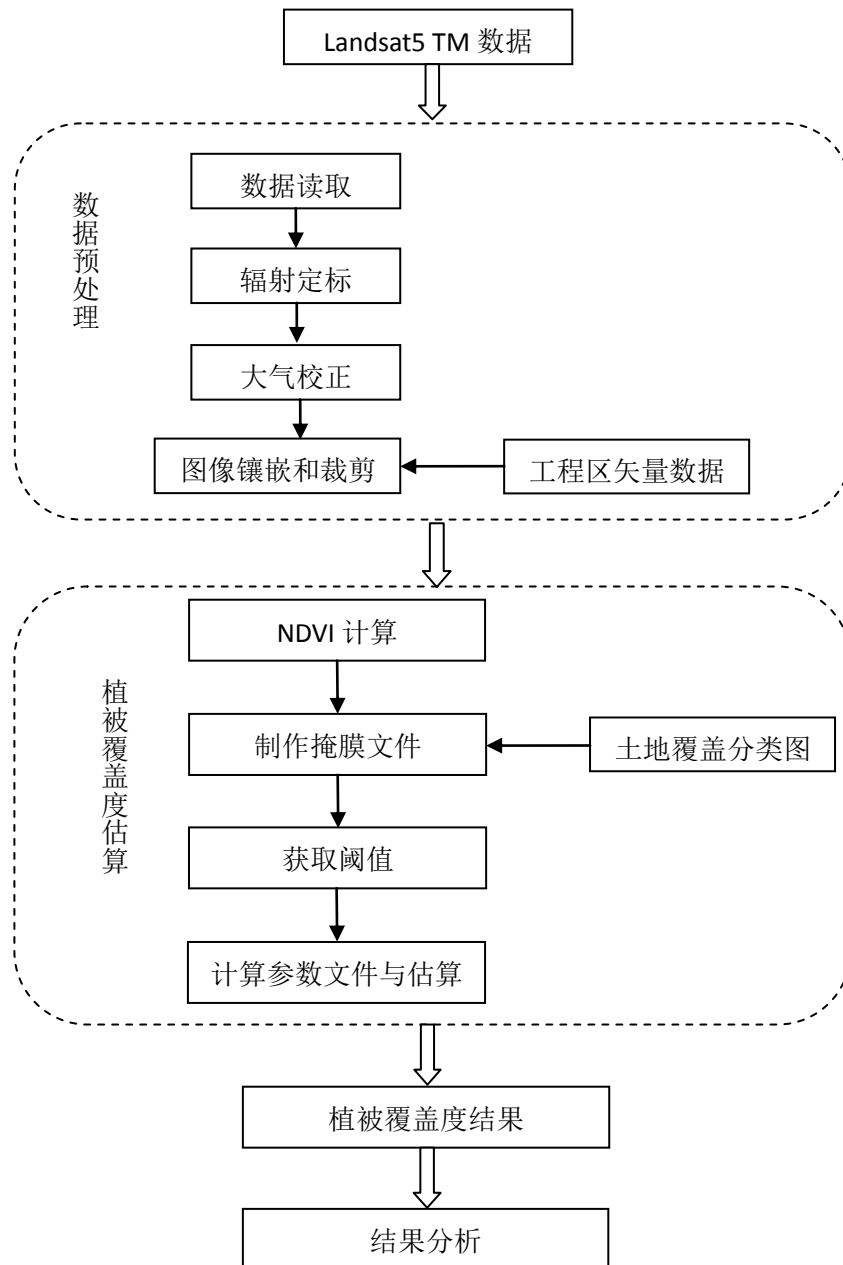 Landsat5 TM 数据
数据预处理
数据读取
辐射定标
大气校正
图像镶嵌和裁剪
工程区矢量数据
植被覆盖度估算
NDVI 计算
制作掩膜文件
土地覆盖分类图
获取阈值
计算参数文件与估算
植被覆盖度结果
结果分析